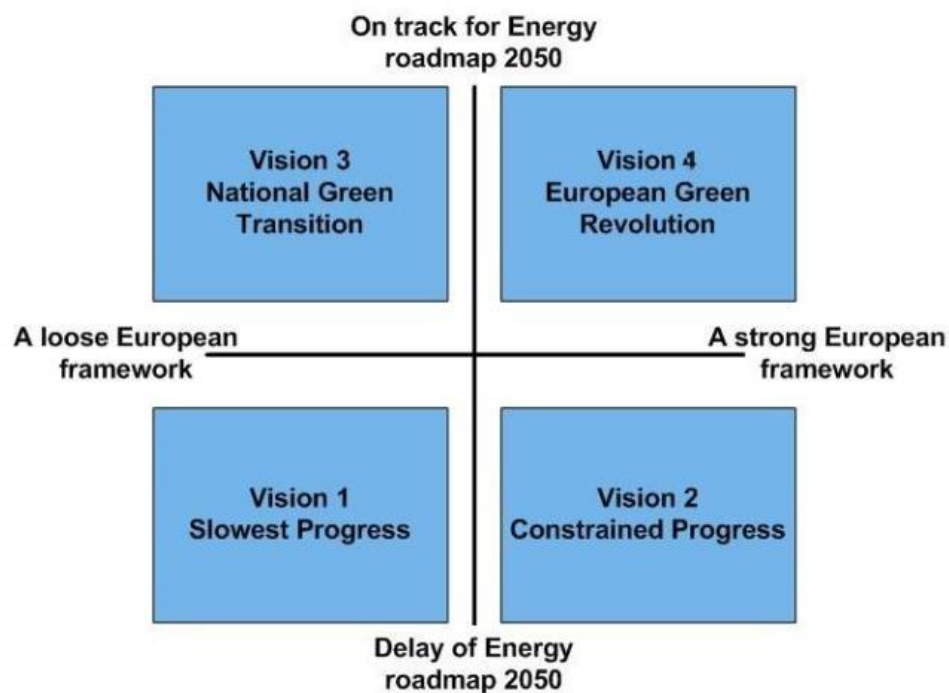 On track for Energy
roadmap 2050
Vision 3
National Green
Transition
Vision 4
European Green
Revolution
A loose European
framework
A strong European
framework
Vision 1
Slowest Progress
Vision 2
Constrained Progress
Delay of Energy
roadmap 2050